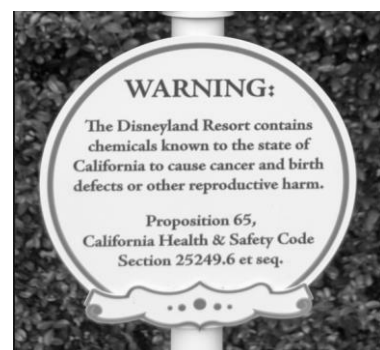 WARNING:
The Disneyland Resort contains
chemicals known to the state of
California to cause cancer and birth
defects or other reproductive harm.
Proposition 65,
California Health & Safety Code
Section 25249.6 et seq.